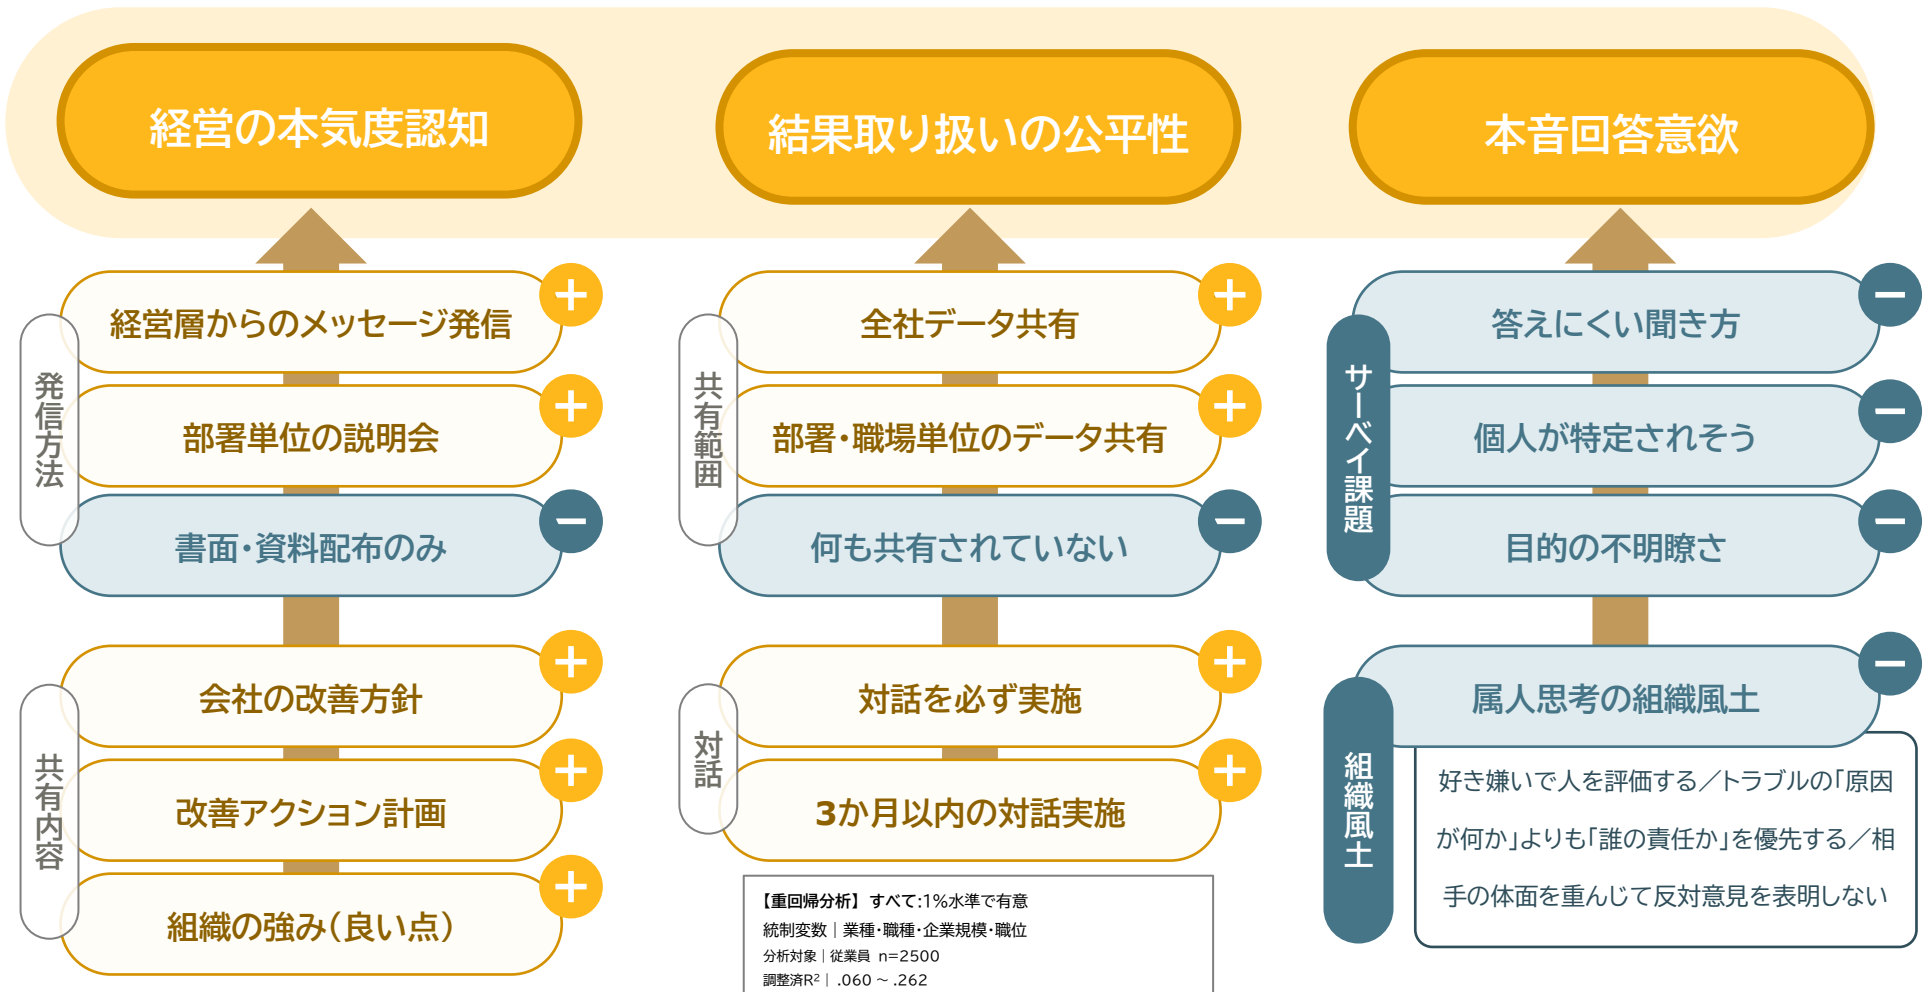 経営の本気度認知
結果取り扱いの公平性
本音回答意欲
発信方法
経営層からのメッセージ発信
+
部署単位の説明会
+
書面・資料配布のみ
−
共有内容
会社の改善方針
+
改善アクション計画
+
組織の強み(良い点)
+
共有範囲
全社データ共有
+
部署・職場単位のデータ共有
+
何も共有されていない
−
対話
対話を必ず実施
+
3か月以内の対話実施
+
【重回帰分析】すべて:1%水準で有意
統制変数|業種・職種・企業規模・職位
分析対象|従業員 n=2500
調整済R²| .060 ~ .262
サーベイ課題
答えにくい聞き方
−
個人が特定されそう
−
目的の不明瞭さ
−
組織風土
属人思考の組織風土
−
好き嫌いで人を評価する/トラブルの「原因
が何か」よりも「誰の責任か」を優先する/相
手の体面を重んじて反対意見を表明しない